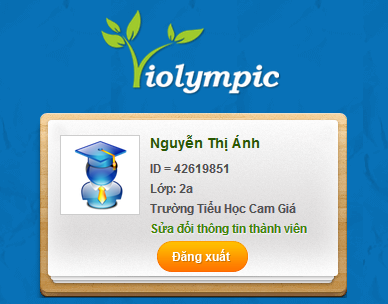 Violympic
Nguyễn Thị Ánh
ID = 42619851
Lớp: 2a
Trường Tiểu Học Cam Giá
Sửa đổi thông tin thành viên
Đăng xuất